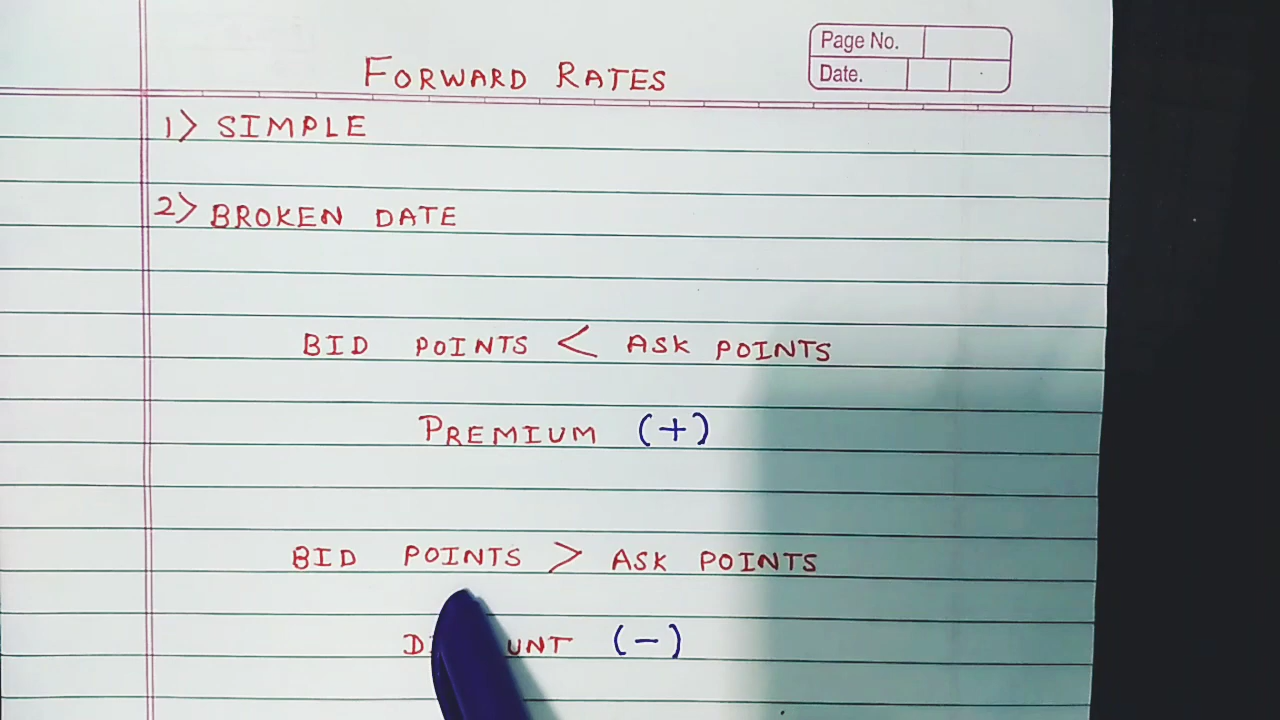 Page No.
Date.
FORWARD RATES
1> SIMPLE
2> BROKEN DATE
BID POINTS < ASK POINTS
PREMIUM (+)
BID POINTS > ASK POINTS
(-)